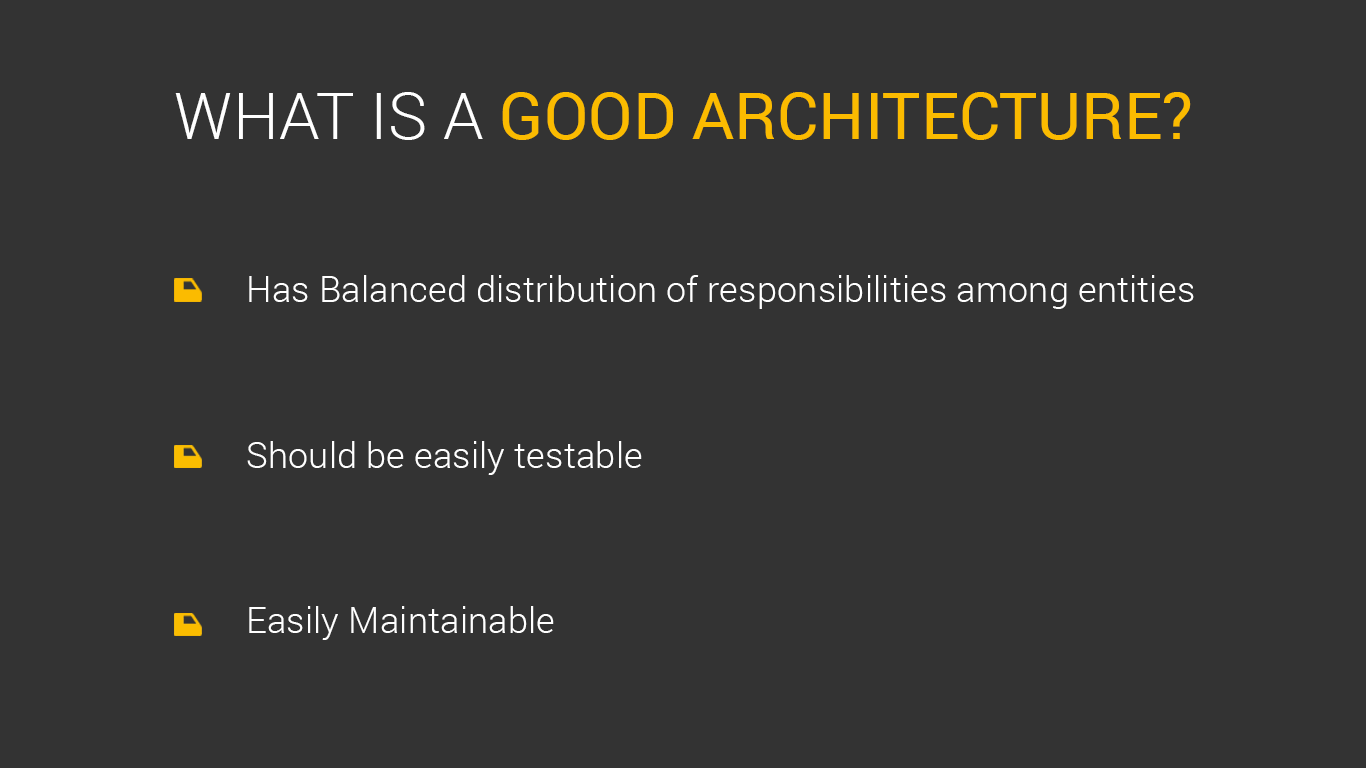 WHAT IS A GOOD ARCHITECTURE?
Has Balanced distribution of responsibilities among entities
Should be easily testable
Easily Maintainable